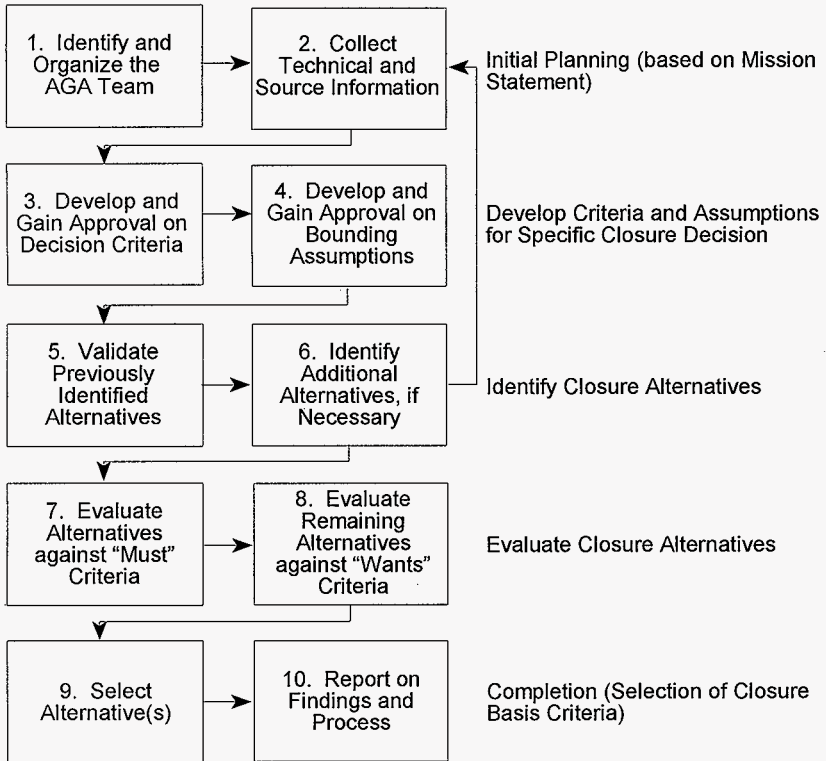 1. Identify and
Organize the
AGA Team
2. Collect
Technical and
Source Information
Initial Planning (based on Mission
Statement)
3. Develop and
Gain Approval on
Decision Criteria
4. Develop and
Gain Approval on
Bounding
Assumptions
Develop Criteria and Assumptions
for Specific Closure Decision
5. Validate
Previously
Identified
Alternatives
6. Identify
Additional
Alternatives, if
Necessary
Identify Closure Alternatives
7. Evaluate
Alternatives
against “Must”
Criteria
8. Evaluate
Remaining
Alternatives
against “Wants”
Criteria
Evaluate Closure Alternatives
9. Select
Alternative(s)
10. Report on
Findings and
Process
Completion (Selection of Closure
Basis Criteria)